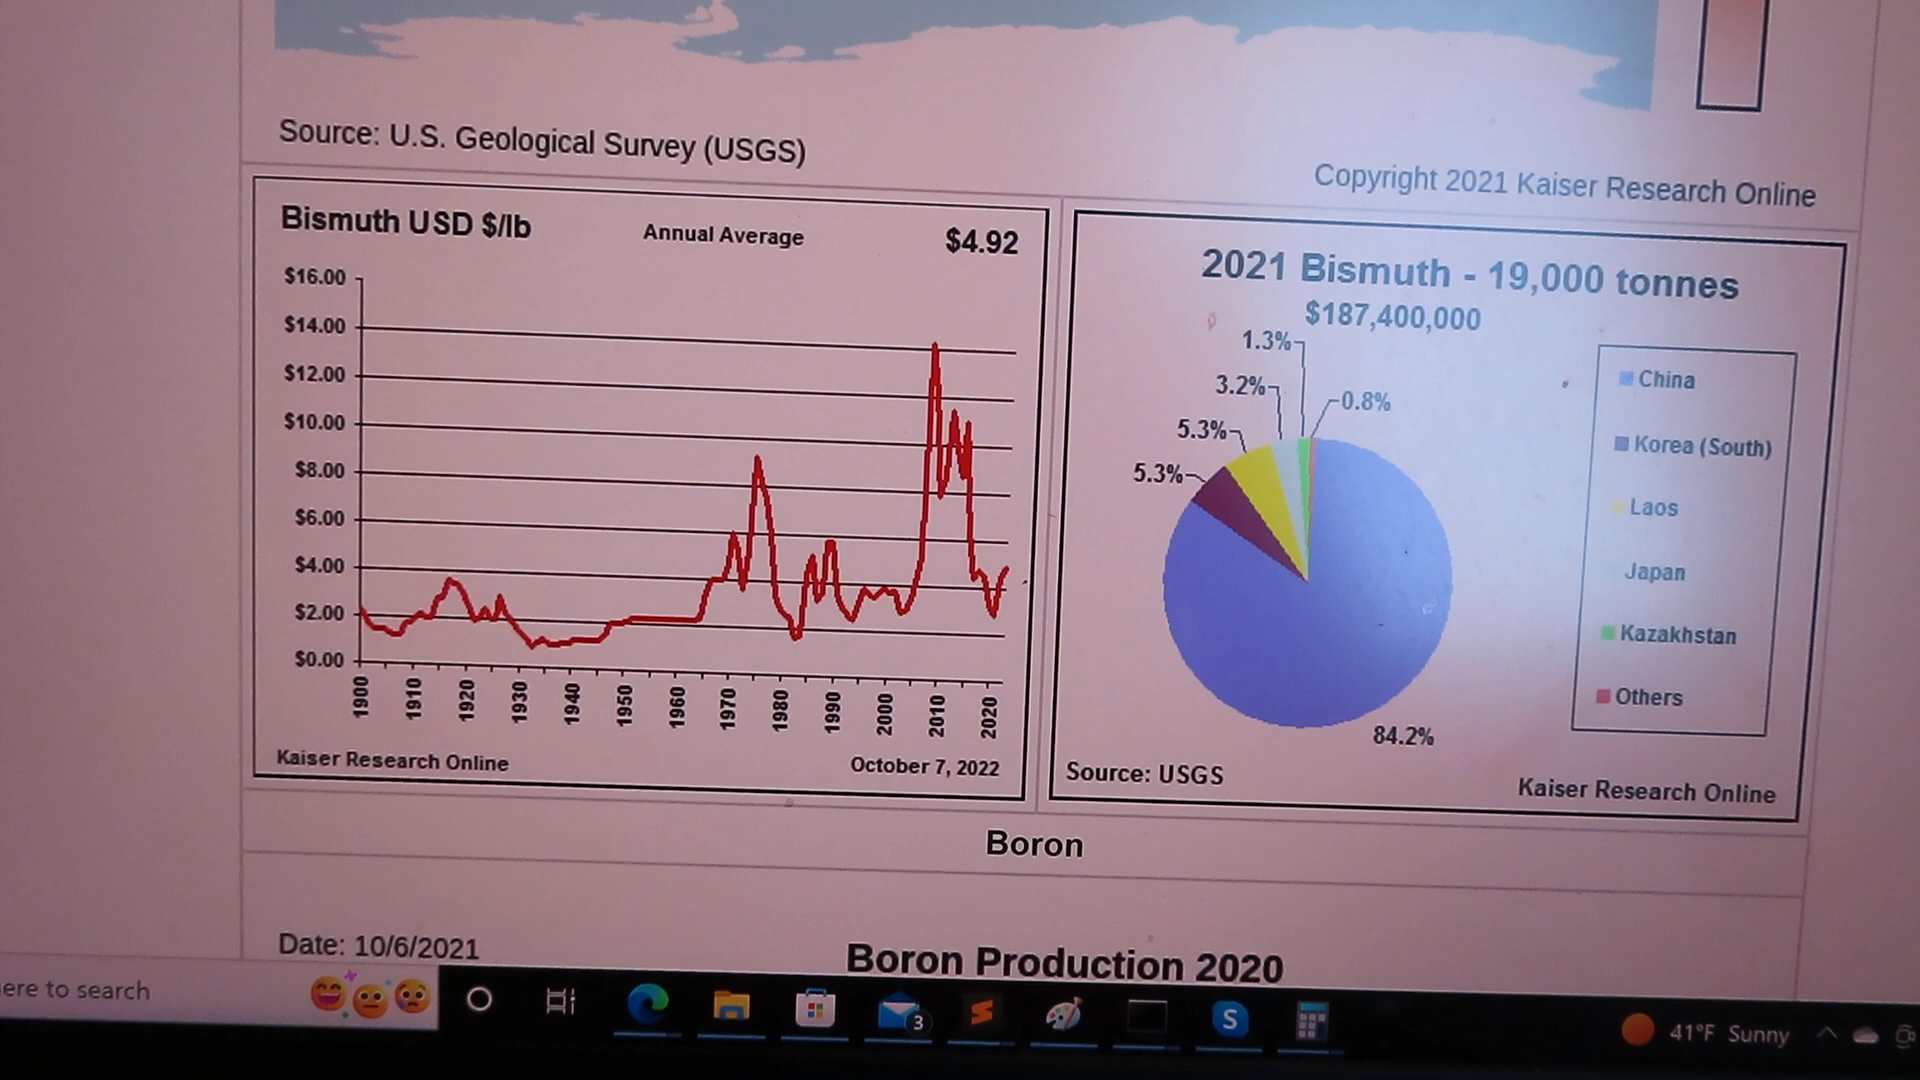 Source: U.S. Geological Survey (USGS)
Copyright 2021 Kaiser Research Online
Bismuth USD $/lb
Annual Average
$4.92
$16.00
$14.00
$12.00
$10.00
$8.00
$6.00
$4.00
$2.00
$0.00
1900
1910
1920
1930
1940
1950
1960
1970
1980
1990
2000
2010
2020
Kaiser Research Online
October 7, 2022
2021 Bismuth - 19,000 tonnes
$187,400,000
1.3%
3.2%
0.8%
5.3%
5.3%
84.2%
China
Korea (South)
Laos
Japan
Kazakhstan
Others
Source: USGS
Kaiser Research Online
Boron
Date: 10/6/2021
Boron Production 2020
ere to search
3
S
41°F Sunny